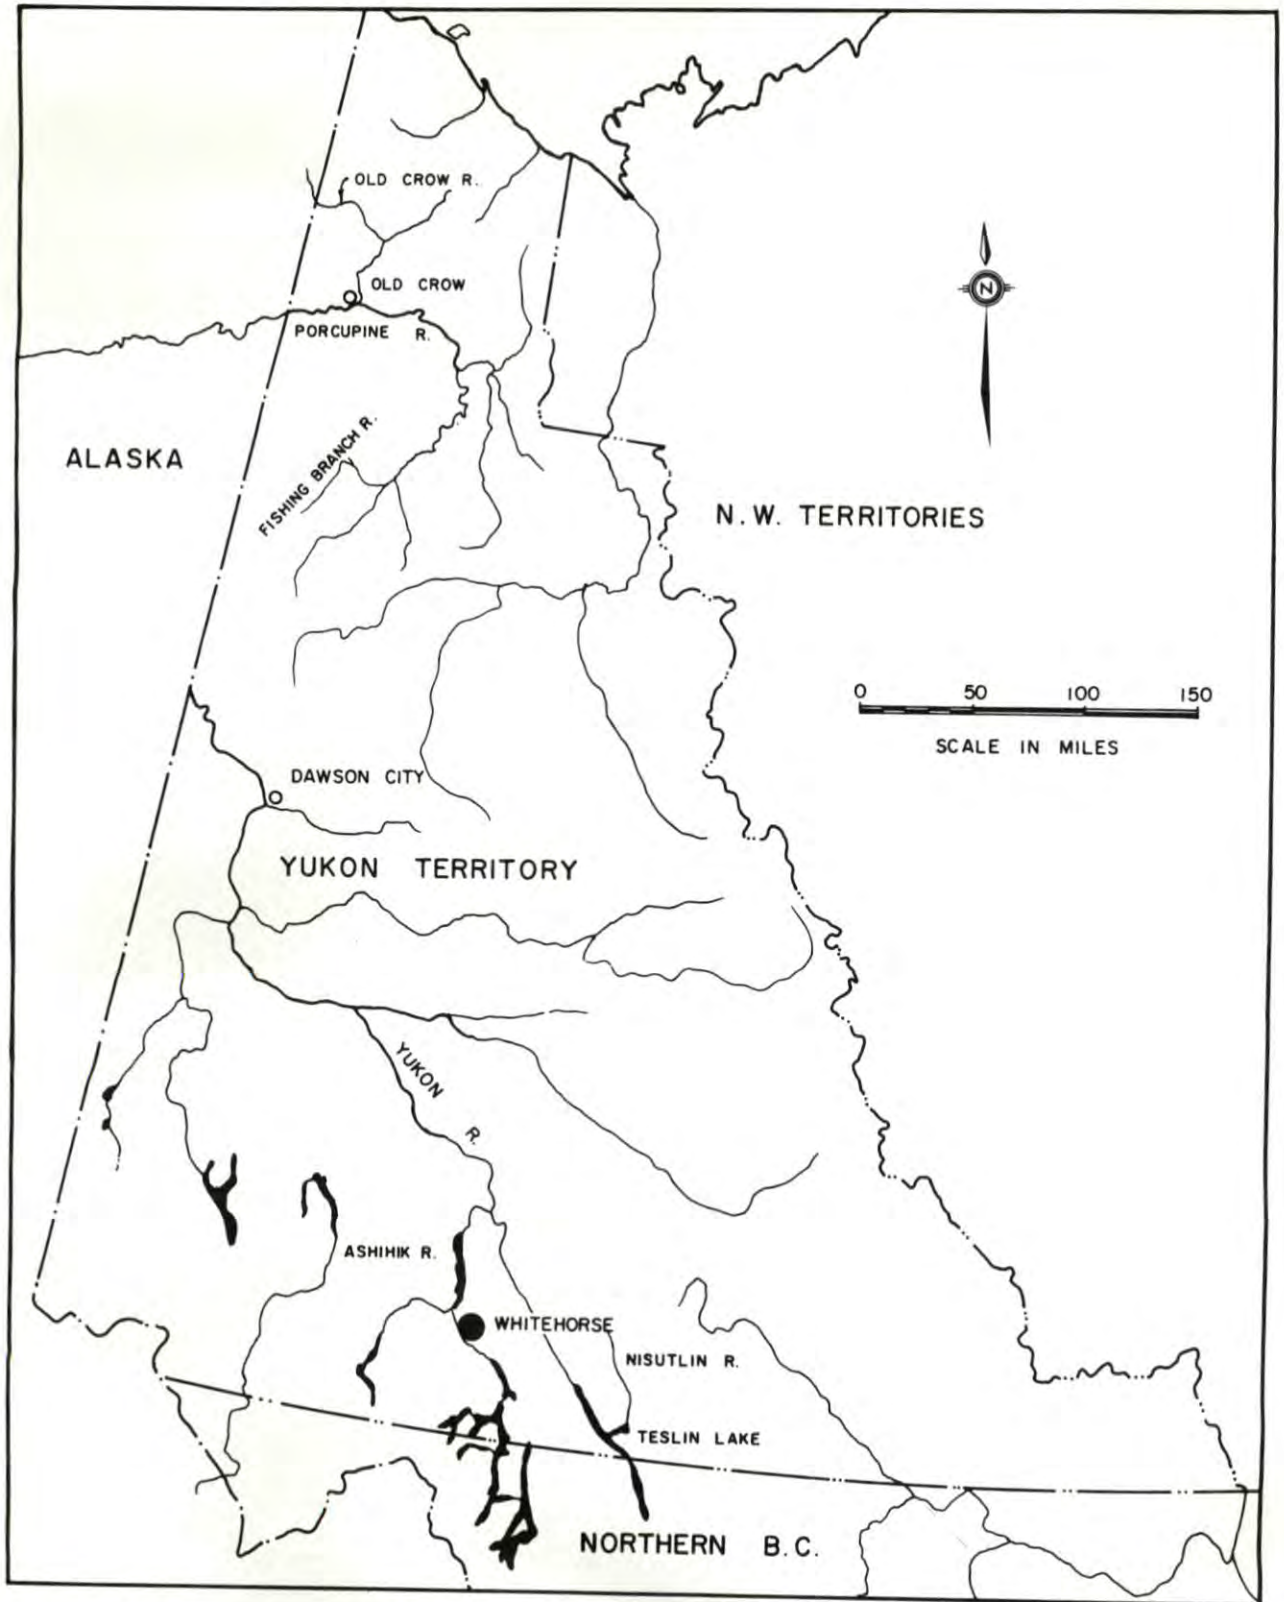 OLD CROW R.
OLD CROW
PORCUPINE R.
FISHING BRANCH R.
ALASKA
N.W. TERRITORIES
N
0 50 100 150
SCALE IN MILES
DAWSON CITY
YUKON TERRITORY
YUKON R.
ASHIHIK R.
WHITEHORSE
NISUTLIN R.
TESLIN LAKE
NORTHERN B.C.